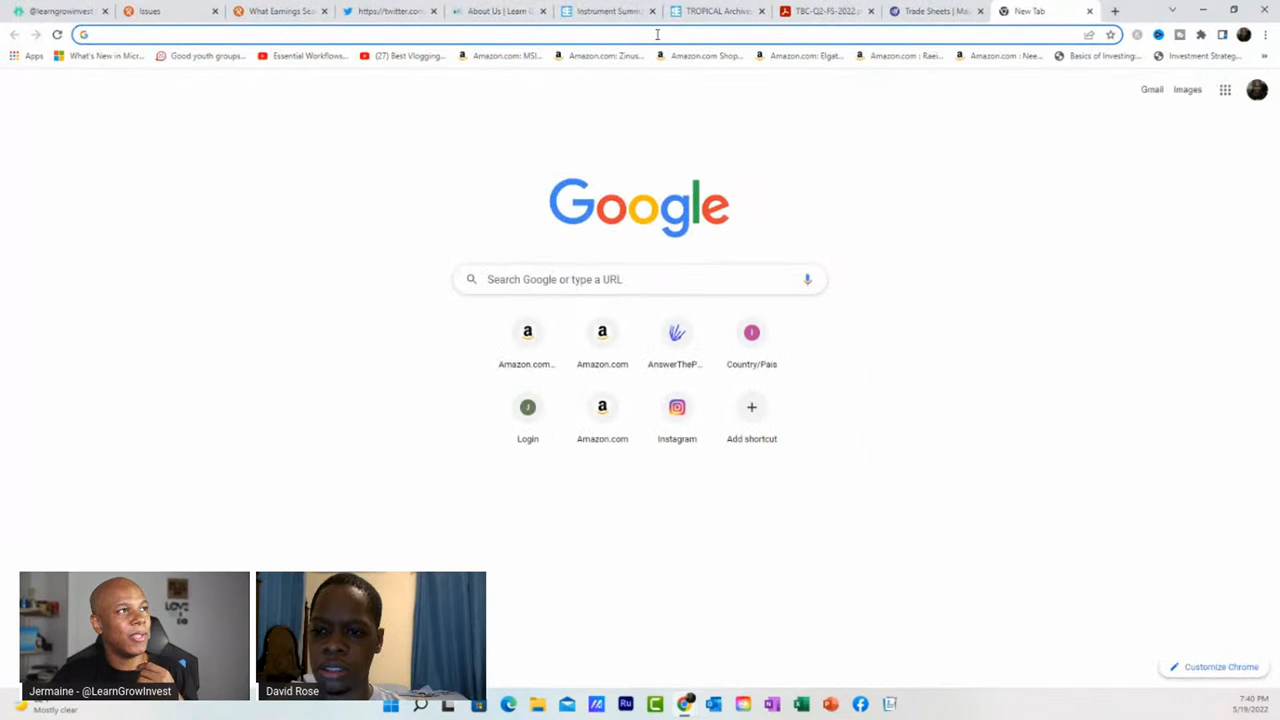 @learngrowinvest
Issues
What Earnings Sea
https://twitter.com
About Us | Learn G
Instrument Summ
TROPICAL Archive
TBC-Q2-FS-2022.p
Trade Sheets | Mak
New Tab
Apps
What's New in Micr...
Good youth groups...
Essential Workflows...
(27) Best Vlogging...
Amazon.com: MSI...
Amazon.com: Zinus...
Amazon.com Shop...
Amazon.com: Elgat...
Amazon.com : Raei...
Amazon.com : Nee...
Basics of Investing:...
Investment Strateg...
Gmail
Images
Google
Search Google or type a URL
Amazon.com...
Amazon.com
AnswerTheP...
Country/Pais
Login
Amazon.com
Instagram
Add shortcut
Customize Chrome
Jermaine - @LearnGrowInvest
David Rose
Mostly clear
7:40 PM
5/19/2022